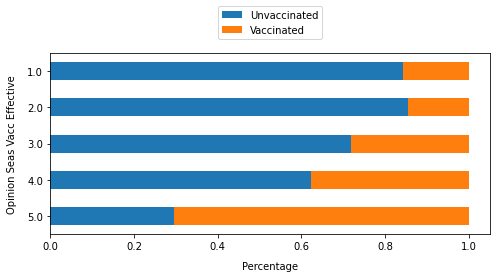 Unvaccinated
Vaccinated
1.0
2.0
3.0
4.0
5.0
Opinion Seas Vacc Effective
0.0 0.2 0.4 0.6 0.8 1.0
Percentage